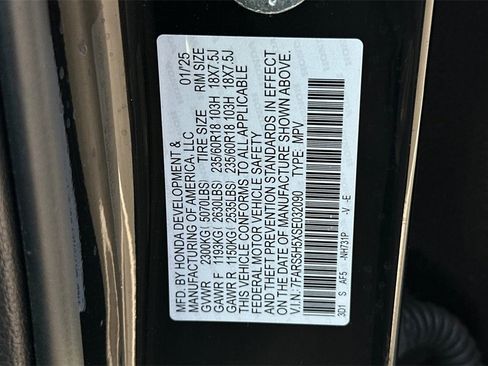 MFD. BY HONDA DEVELOPMENT & 01/25
MANUFACTURING OF AMERICA, LLC
TIRE SIZE RIM SIZE
GVWR 2300KG( 5070LBS)
GAWR F 1193KG( 2630LBS) 235/60R18 103H 18X7.5J
GAWR R 1150KG( 2535LBS) 235/60R18 103H 18X7.5J
THIS VEHICLE CONFORMS TO ALL APPLICABLE
FEDERAL MOTOR VEHICLE SAFETY
AND THEFT PREVENTION STANDARDS IN EFFECT
ON THE DATE OF MANUFACTURE SHOWN ABOVE.
V.I.N.: 7FARS5H5XSE032090 TYPE: MPV
3D1 S AF5 -NH731P -V -E